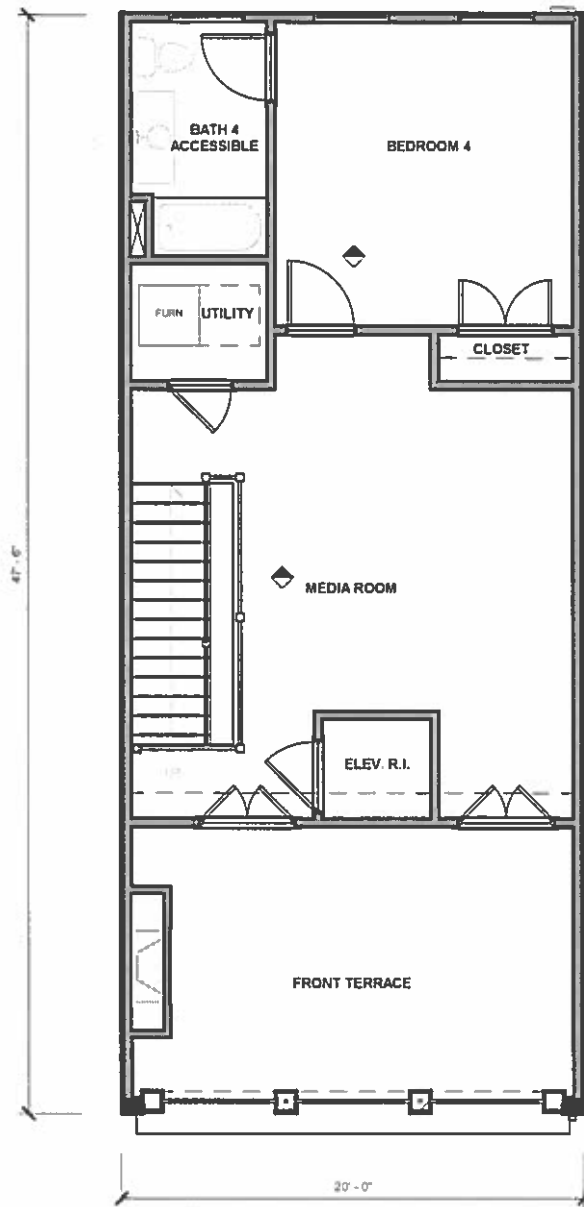 BATH 4
ACCESSIBLE
BEDROOM 4
FURN
UTILITY
CLOSET
47' - 6"
MEDIA ROOM
ELEV. R.I.
FRONT TERRACE
20' - 0"